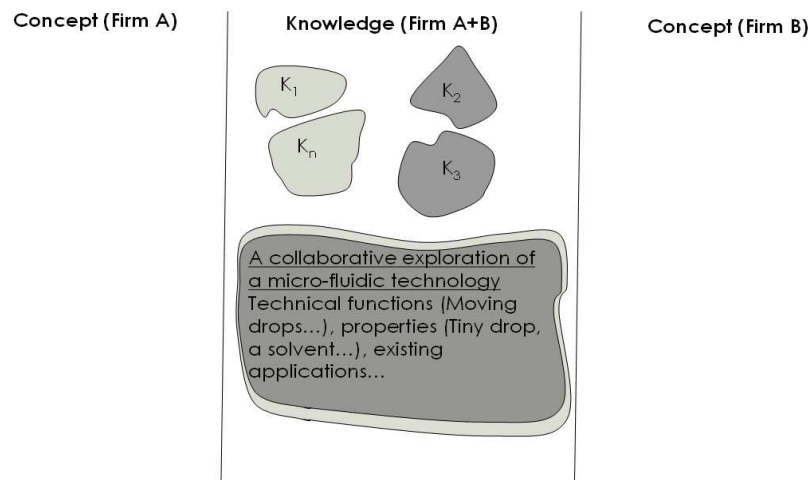 Concept (Firm A)
Knowledge (Firm A+B)
Concept (Firm B)
K1
K2
Kn
K3
A collaborative exploration of
a micro-fluidic technology
Technical functions (Moving
drops...), properties (Tiny drop,
a solvent...), existing
applications...